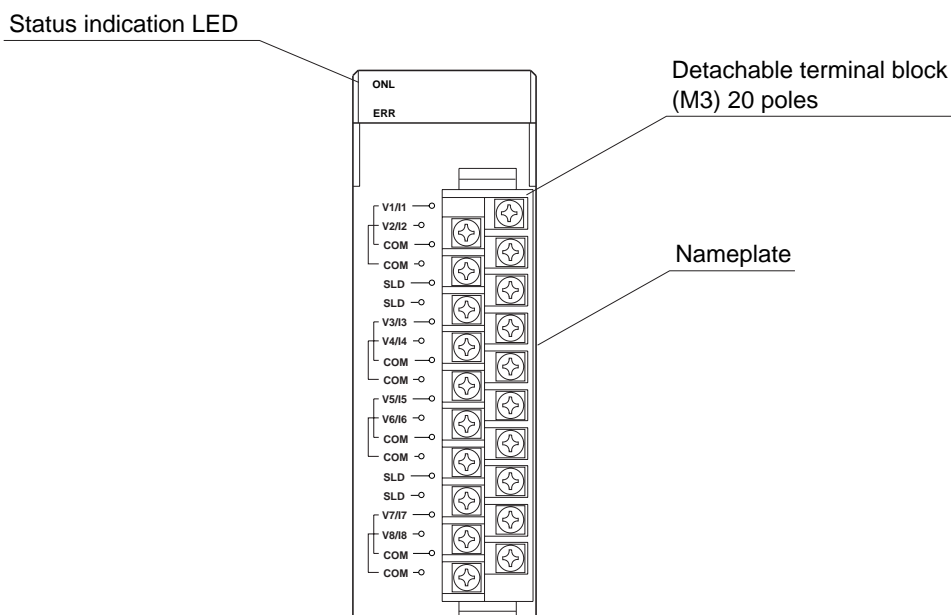 Status indication LED
Detachable terminal block
(M3) 20 poles
Nameplate
ONL
ERR
V1/I1
V2/I2
COM
COM
SLD
SLD
V3/I3
V4/I4
COM
COM
V5/I5
V6/I6
COM
COM
SLD
SLD
V7/I7
V8/I8
COM
COM